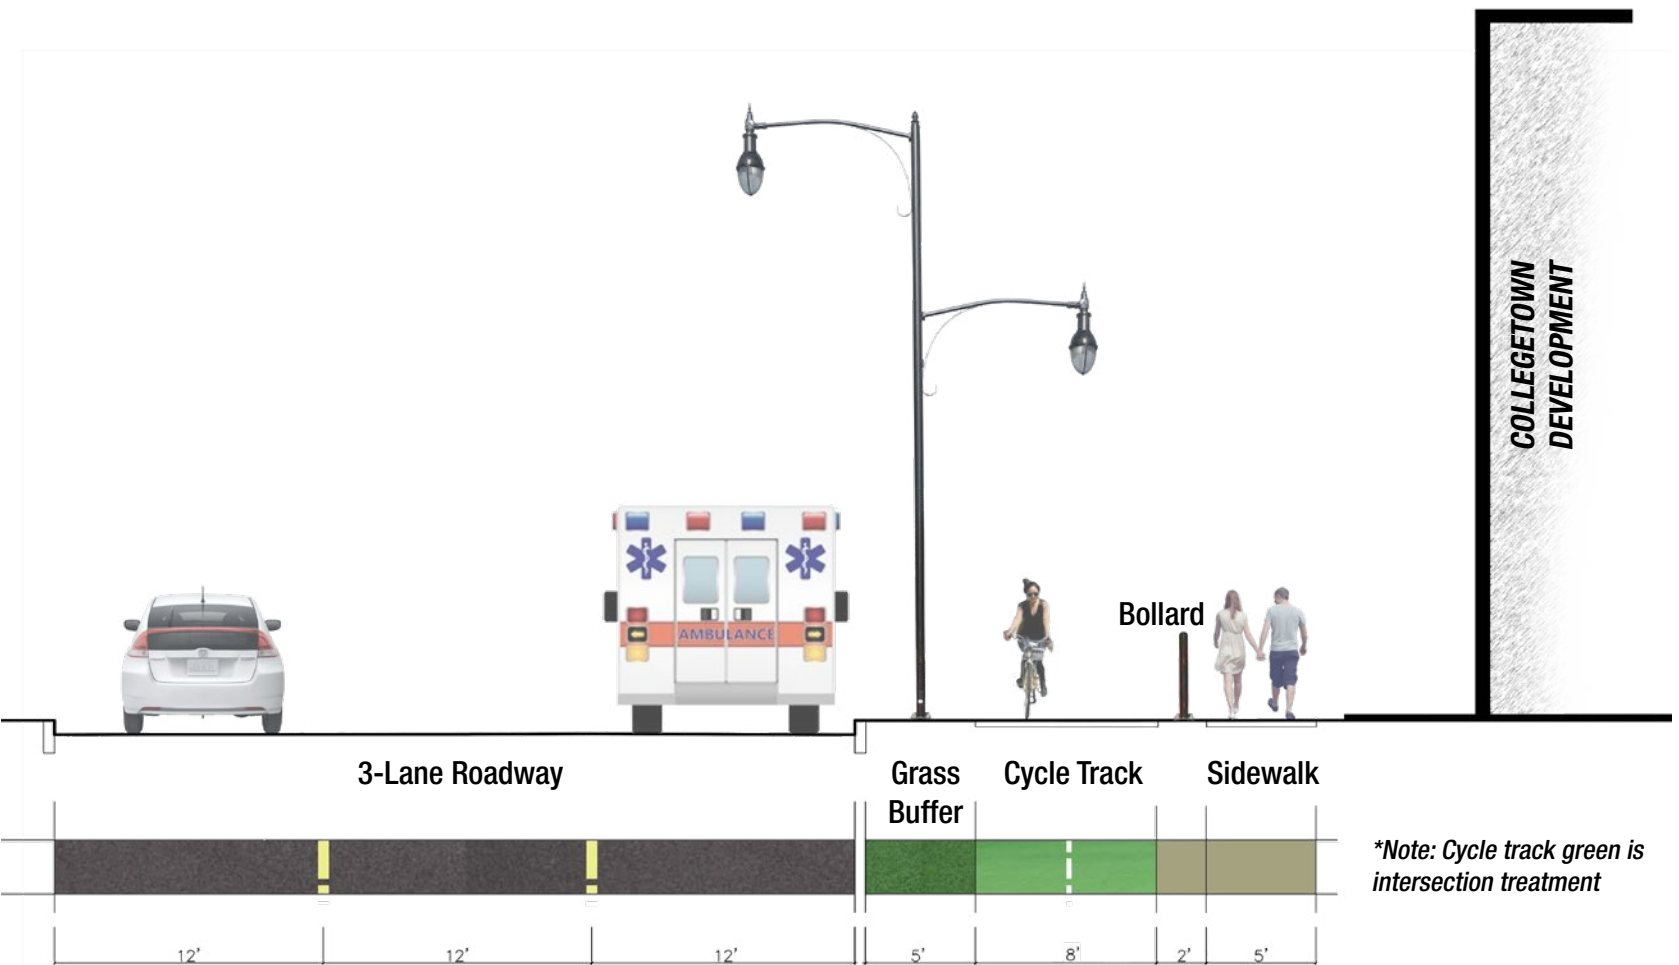 COLLEGETOWN
DEVELOPMENT
AMBULANCE
Bollard
3-Lane Roadway
Grass
Buffer
Cycle Track
Sidewalk
*Note: Cycle track green is
intersection treatment
12'
12'
12'
5'
8'
2'
5'